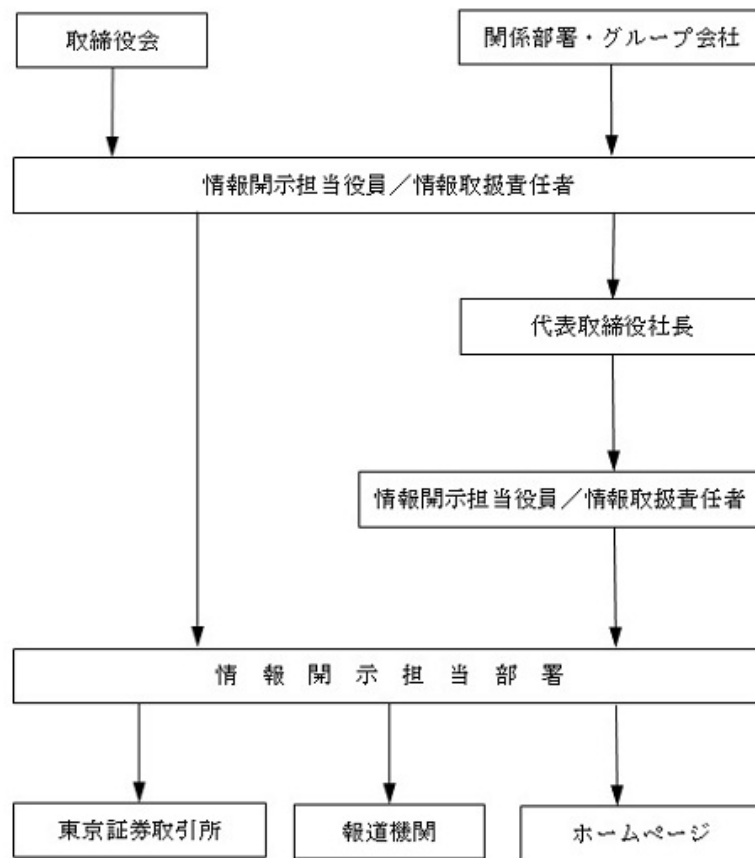 取締役会
関係部署・グループ会社
情報開示担当役員／情報取扱責任者
代表取締役社長
情報開示担当役員／情報取扱責任者
情報開示担当部署
東京証券取引所
報道機関
ホームページ